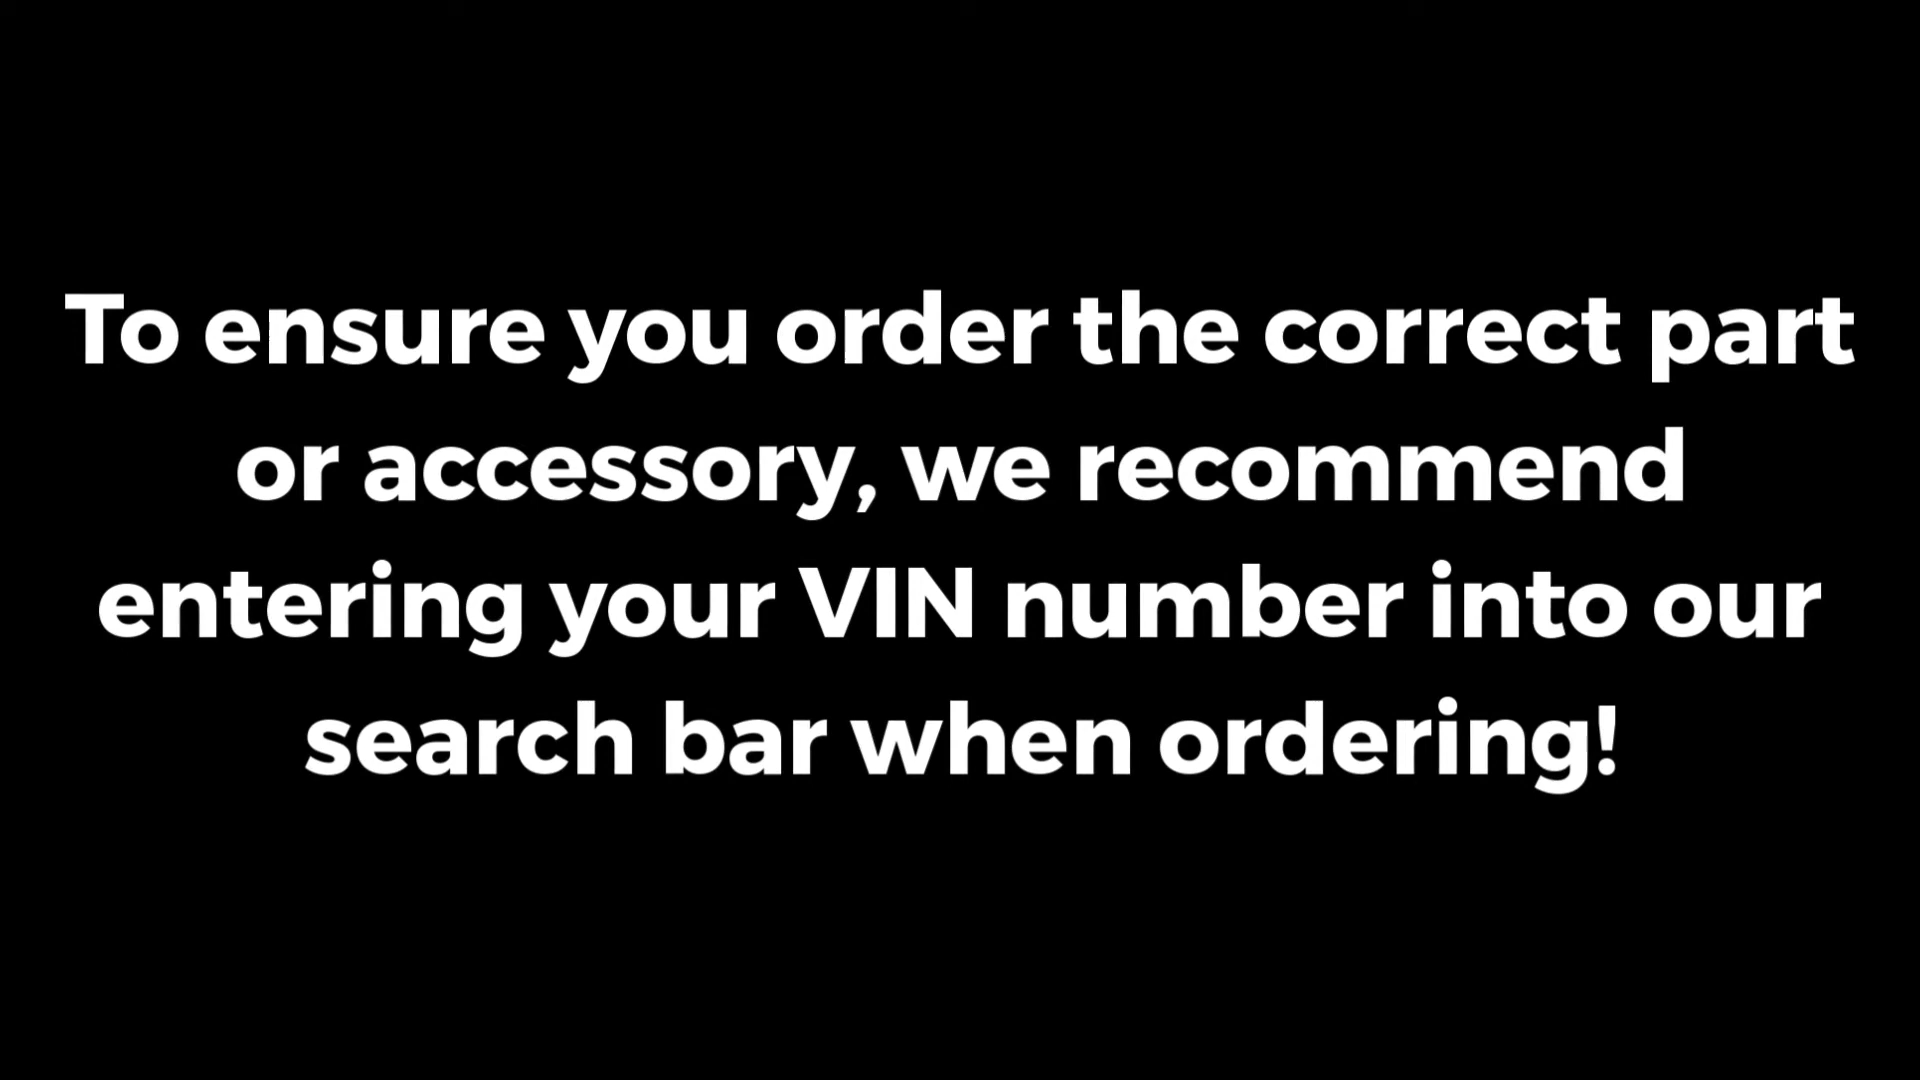 To ensure you order the correct part
or accessory, we recommend
entering your VIN number into our
search bar when ordering!